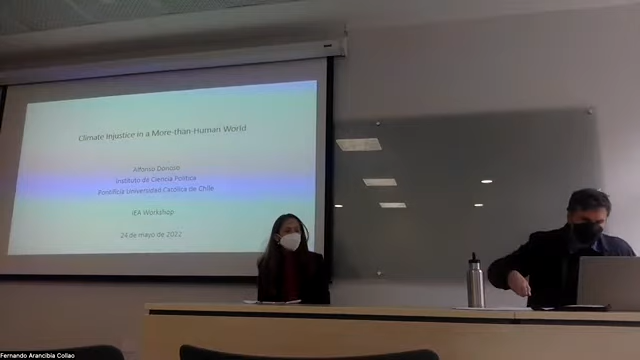 Climate Injustice in a More-than-Human World
Alfonso Donoso
Instituto de Ciencia Política
Pontificia Universidad Católica de Chile
IEA Workshop
24 de mayo de 2022
Fernando Arancibia Collao